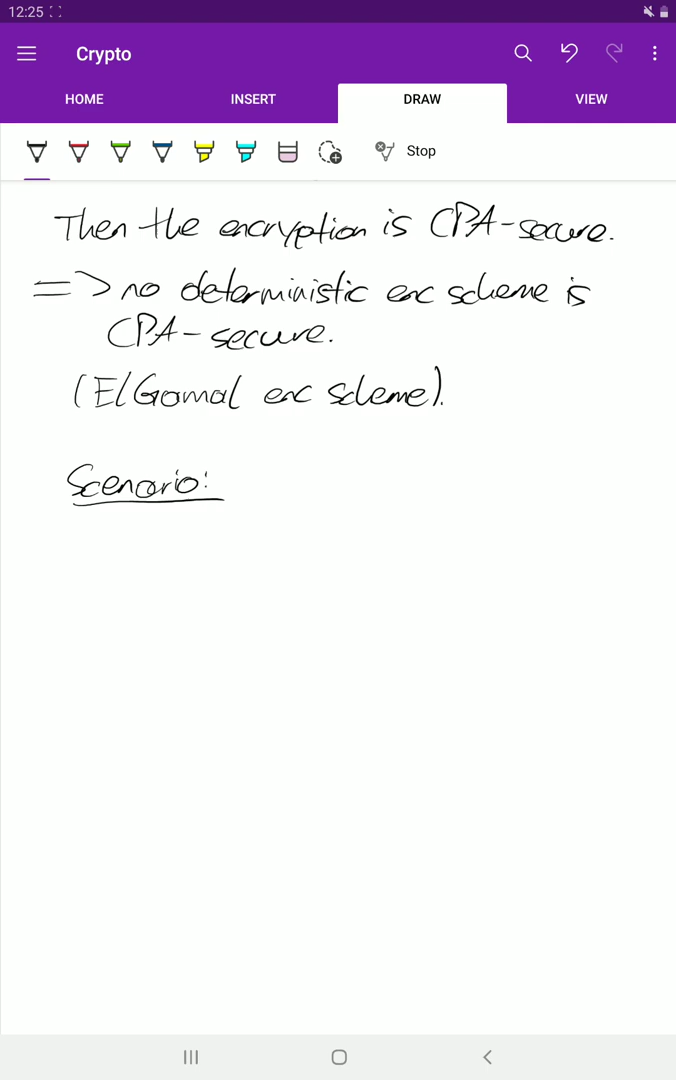 12:25
Crypto
HOME INSERT DRAW VIEW
Stop
Then the encryption is CPA-secure.
=> no deterministic enc scheme is
CPA-secure.
(ElGamal enc scheme).
Scenario: